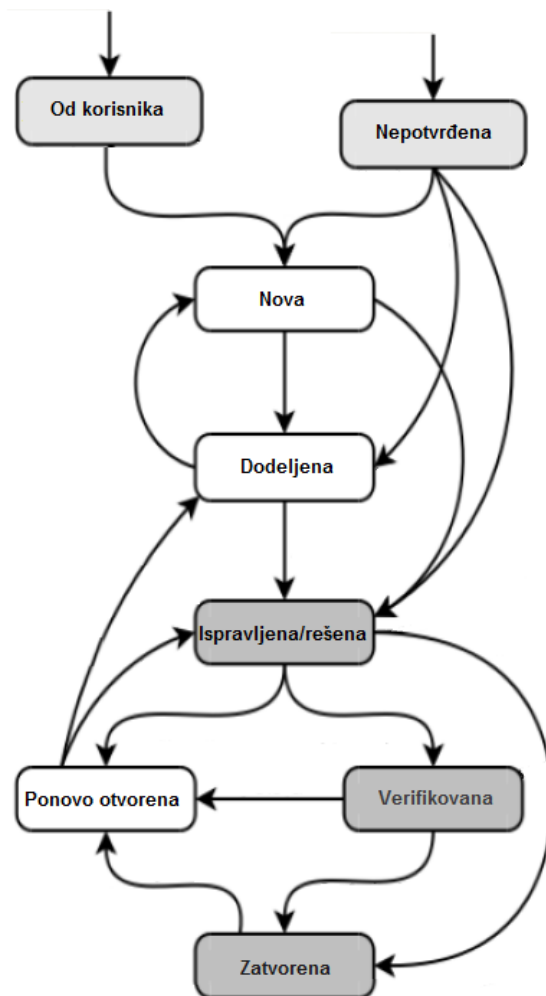 Od korisnika
Nepotvrđena
Nova
Dodeljena
Ispravljena/rešena
Ponovo otvorena
Verifikovana
Zatvorena